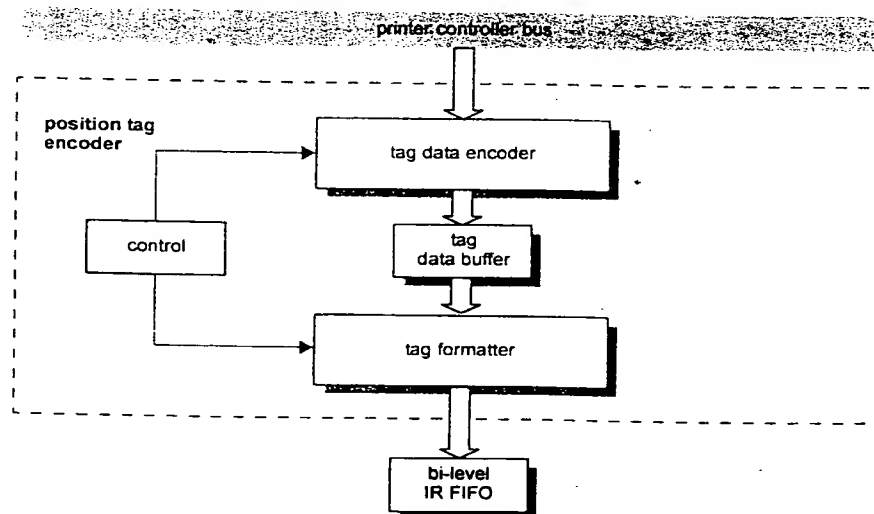 printer controller bus
position tag
encoder
tag data encoder
control
tag
data buffer
tag formatter
bi-level
IR FIFO